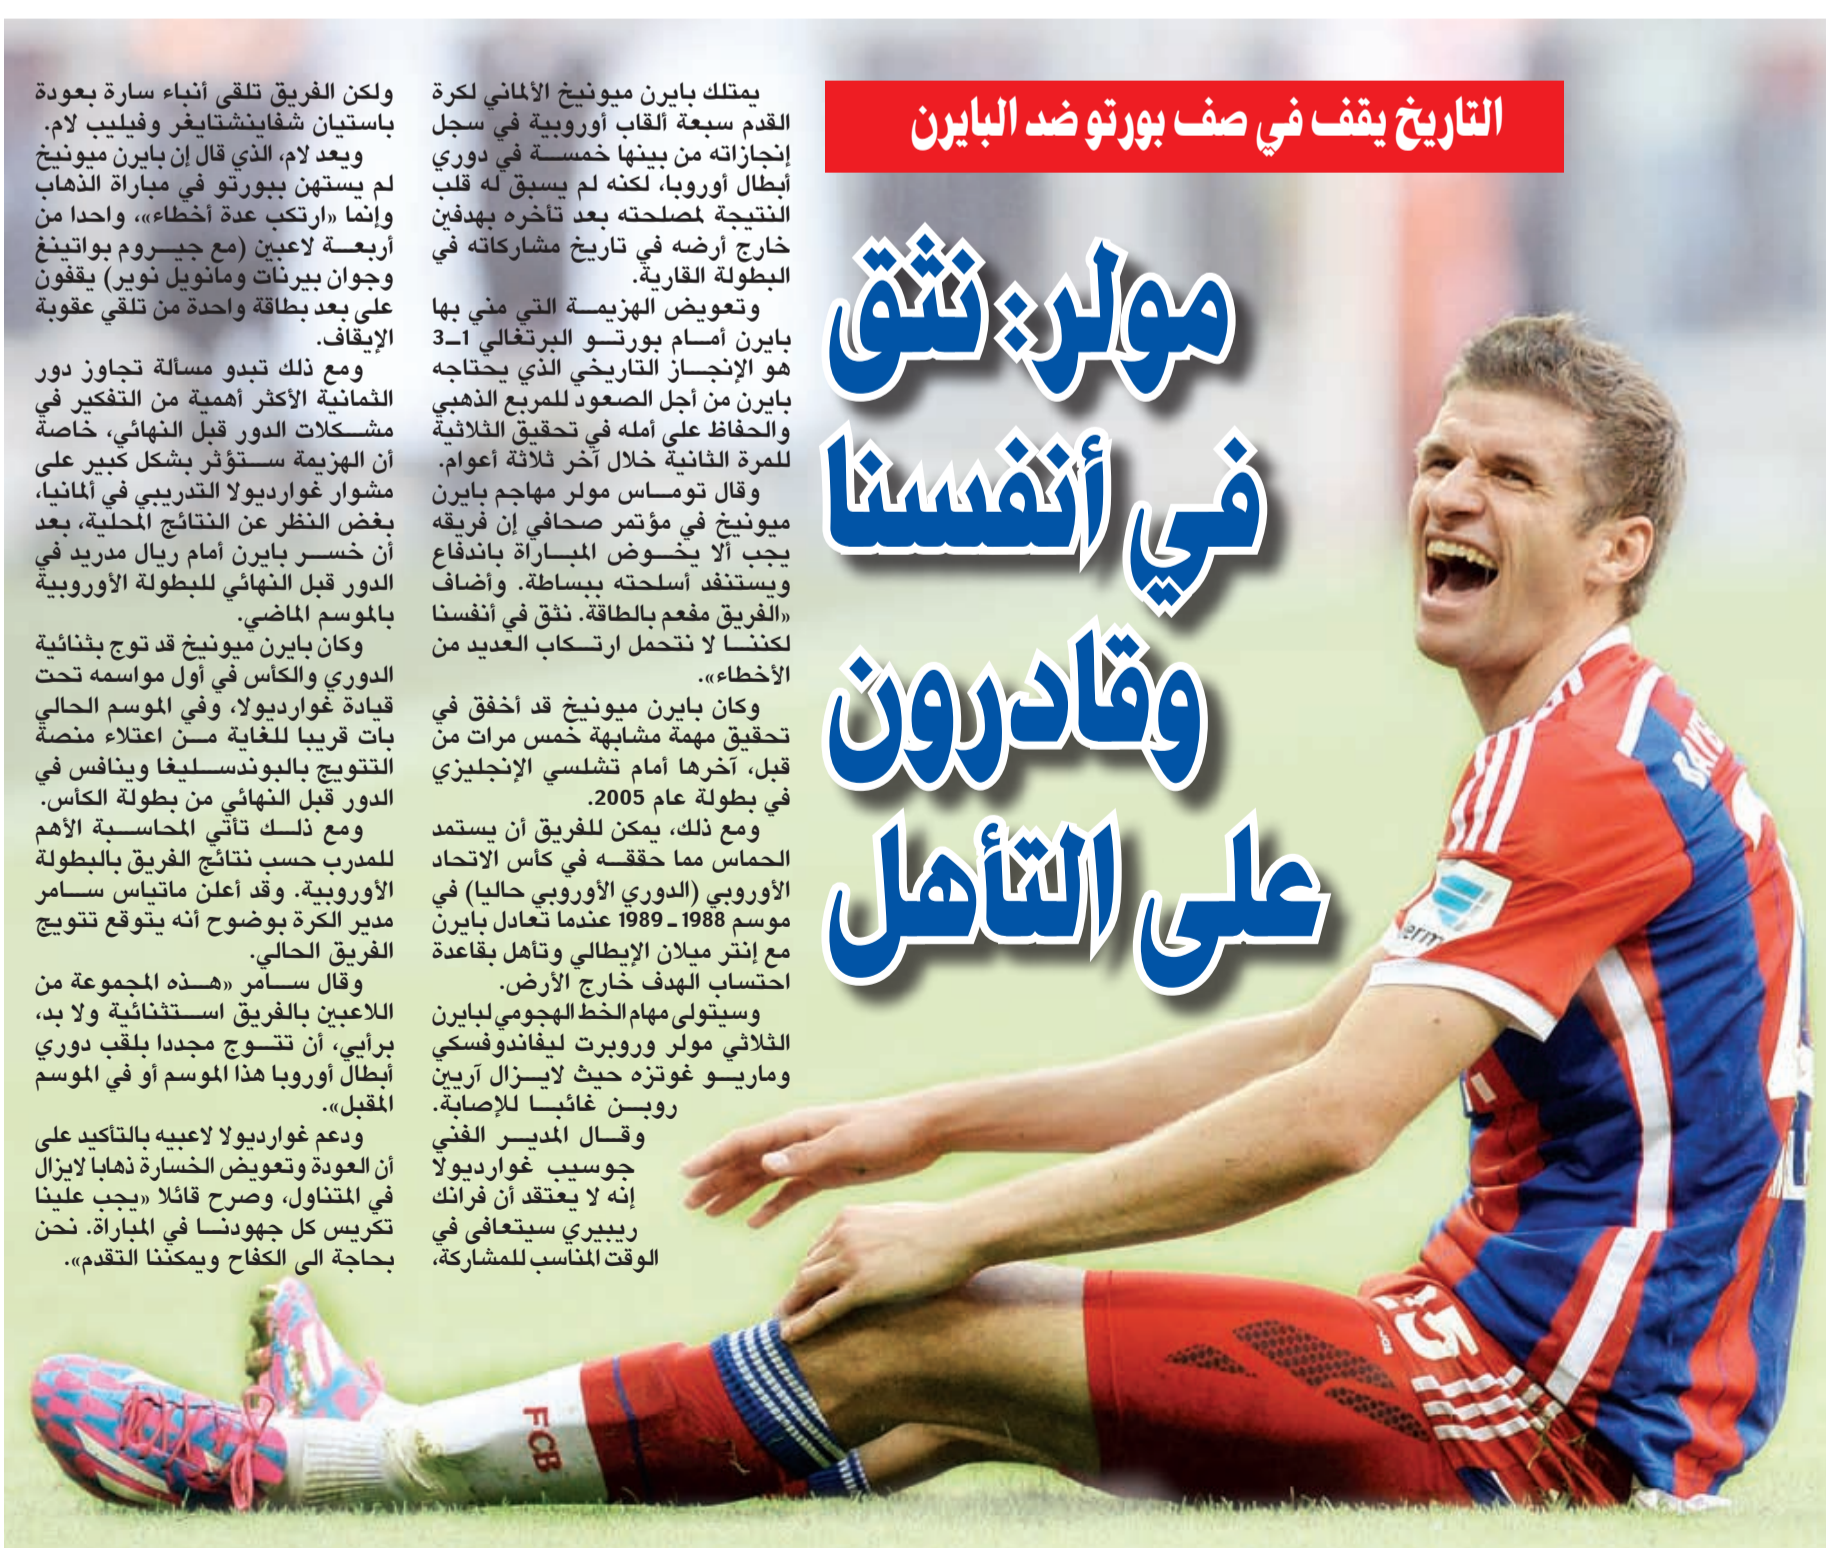 التاريخ يقف في صف بورتو ضد البايرن
مولر: نثق
في أنفسنا
وقادرون
على التأهل
يمتلك بايرن ميونيخ الألماني لكرة
القدم سبعة ألقاب أوروبية في سجل
إنجازاته من بينها خمسة في دوري
أبطال أوروبا، لكنه لم يسبق له قلب
النتيجة لمصلحته بعد تأخره بهدفين
خارج أرضه في تاريخ مشاركاته في
البطولة القارية.
وتعويض الهزيمة التي مني بها
بايرن أمام بورتو البرتغالي 1ـ3
هو الإنجاز التاريخي الذي يحتاجه
بايرن من أجل الصعود للمربع الذهبي
والحفاظ على أمله في تحقيق الثلاثية
للمرة الثانية خلال آخر ثلاثة أعوام.
وقال توماس مولر مهاجم بايرن
ميونيخ في مؤتمر صحافي إن فريقه
يجب ألا يخوض المباراة باندفاع
ويستنفد أسلحته ببساطة. وأضاف
«الفريق مفعم بالطاقة. نثق في أنفسنا
لكننا لا نتحمل ارتكاب العديد من
الأخطاء».
وكان بايرن ميونيخ قد أخفق في
تحقيق مهمة مشابهة خمس مرات من
قبل، آخرها أمام تشلسي الإنجليزي
في بطولة عام 2005.
ومع ذلك، يمكن للفريق أن يستمد
الحماس مما حققه في كأس الاتحاد
الأوروبي (الدوري الأوروبي حاليا) في
موسم 1988 ـ 1989 عندما تعادل بايرن
مع إنتر ميلان الإيطالي وتأهل بقاعدة
احتساب الهدف خارج الأرض.
وسيتولى مهام الخط الهجومي لبايرن
الثلاثي مولر وروبرت ليفاندوفسكي
وماريو غوتزه حيث لايزال آريين
روبن غائبا للإصابة.
وقال المدير الفني
جوسيب غوارديولا
إنه لا يعتقد أن فرانك
ريبيري سيتعافى في
الوقت المناسب للمشاركة،
ولكن الفريق تلقى أنباء سارة بعودة
باستيان شفاينشتايغر وفيليب لام.
ويعد لام، الذي قال إن بايرن ميونيخ
لم يستهن ببورتو في مباراة الذهاب
وإنما «ارتكب عدة أخطاء»، واحدا من
أربعة لاعبين (مع جيروم بواتينغ
وجوان بيرنات ومانويل نوير) يقفون
على بعد بطاقة واحدة من تلقي عقوبة
الإيقاف.
ومع ذلك تبدو مسألة تجاوز دور
الثمانية الأكثر أهمية من التفكير في
مشكلات الدور قبل النهائي، خاصة
أن الهزيمة ستؤثر بشكل كبير على
مشوار غوارديولا التدريبي في ألمانيا،
بغض النظر عن النتائج المحلية، بعد
أن خسر بايرن أمام ريال مدريد في
الدور قبل النهائي للبطولة الأوروبية
بالموسم الماضي.
وكان بايرن ميونيخ قد توج بثنائية
الدوري والكأس في أول مواسمه تحت
قيادة غوارديولا، وفي الموسم الحالي
بات قريبا للغاية من اعتلاء منصة
التتويج بالبوندسليغا وينافس في
الدور قبل النهائي من بطولة الكأس.
ومع ذلك تأتي المحاسبة الأهم
للمدرب حسب نتائج الفريق بالبطولة
الأوروبية. وقد أعلن ماتياس سامر
مدير الكرة بوضوح أنه يتوقع تتويج
الفريق الحالي.
وقال سامر «هذه المجموعة من
اللاعبين بالفريق استثنائية ولا بد،
برأيي، أن تتوج مجددا بلقب دوري
أبطال أوروبا هذا الموسم أو في الموسم
المقبل».
ودعم غوارديولا لاعبيه بالتأكيد على
أن العودة وتعويض الخسارة ذهابا لايزال
في المتناول، وصرح قائلا «يجب علينا
تكريس كل جهودنا في المباراة. نحن
بحاجة الى الكفاح ويمكننا التقدم».
25
FCB